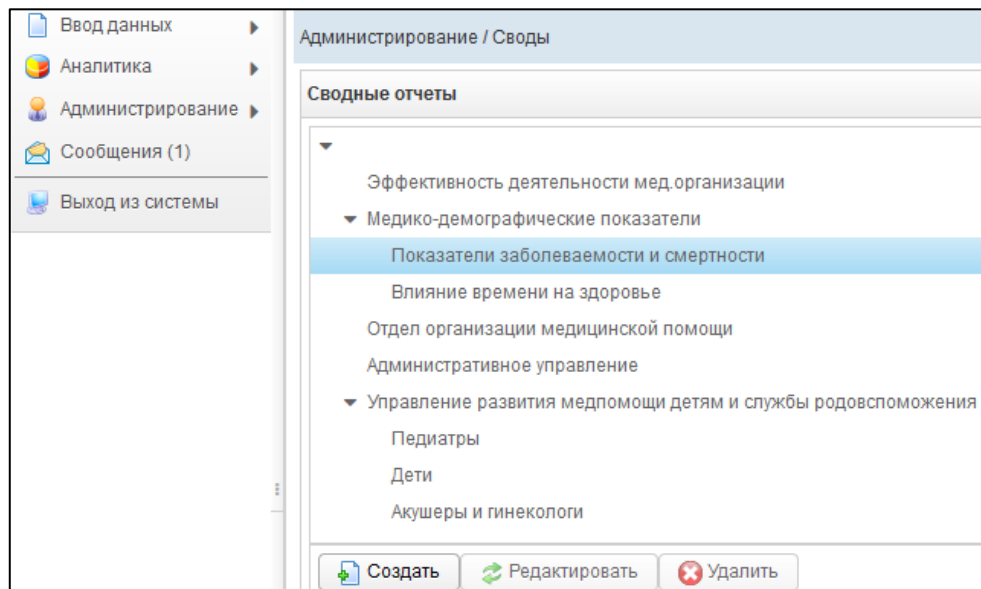 Ввод данных
Аналитика
Администрирование
Сообщения (1)
Выход из системы
Администрирование / Своды
Сводные отчеты
Эффективность деятельности мед.организации
Медико-демографические показатели
Показатели заболеваемости и смертности
Влияние времени на здоровье
Отдел организации медицинской помощи
Административное управление
Управление развития медпомощи детям и службы родовспоможения
Педиатры
Дети
Акушеры и гинекологи
Создать Редактировать Удалить